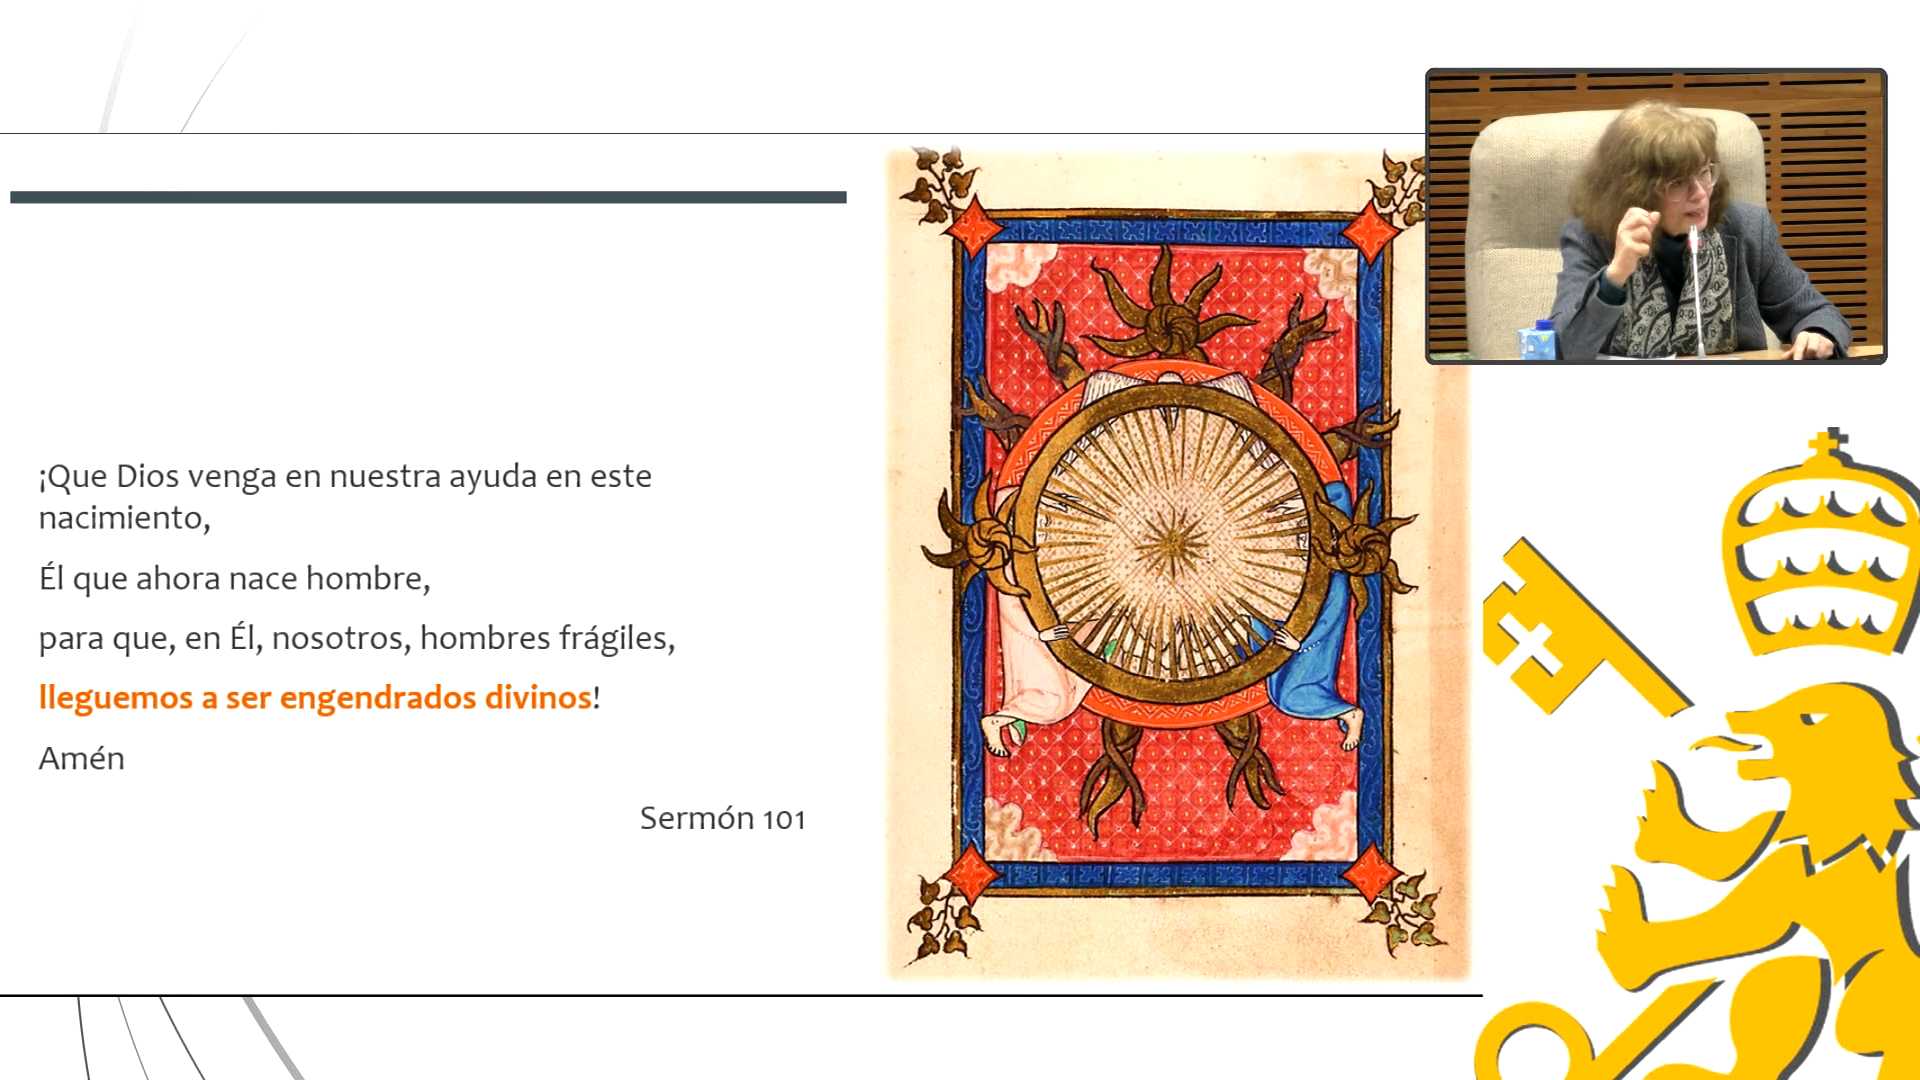 ¡Que Dios venga en nuestra ayuda en este
nacimiento,
Él que ahora nace hombre,
para que, en Él, nosotros, hombres frágiles,
lleguemos a ser engendrados divinos!
Amén
Sermón 101